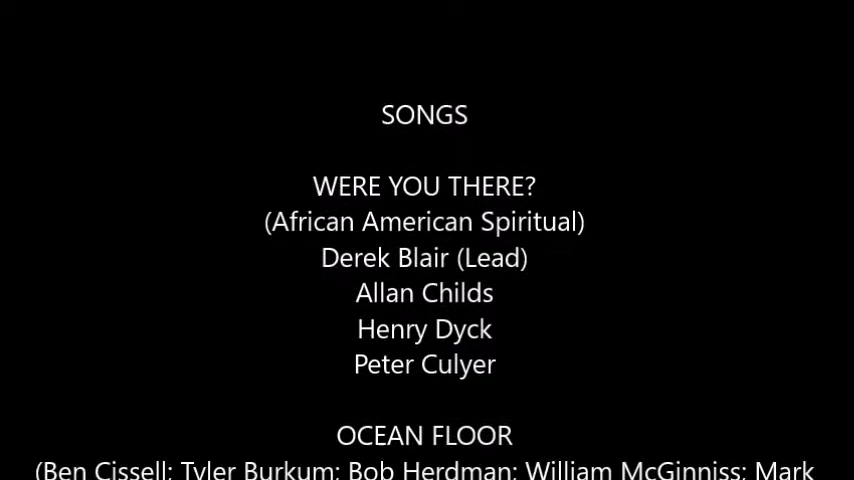 SONGS
WERE YOU THERE?
(African American Spiritual)
Derek Blair (Lead)
Allan Childs
Henry Dyck
Peter Culyer
OCEAN FLOOR
(Ben Cissell; Tyler Burkum; Bob Herdman; William McGinniss; Mark